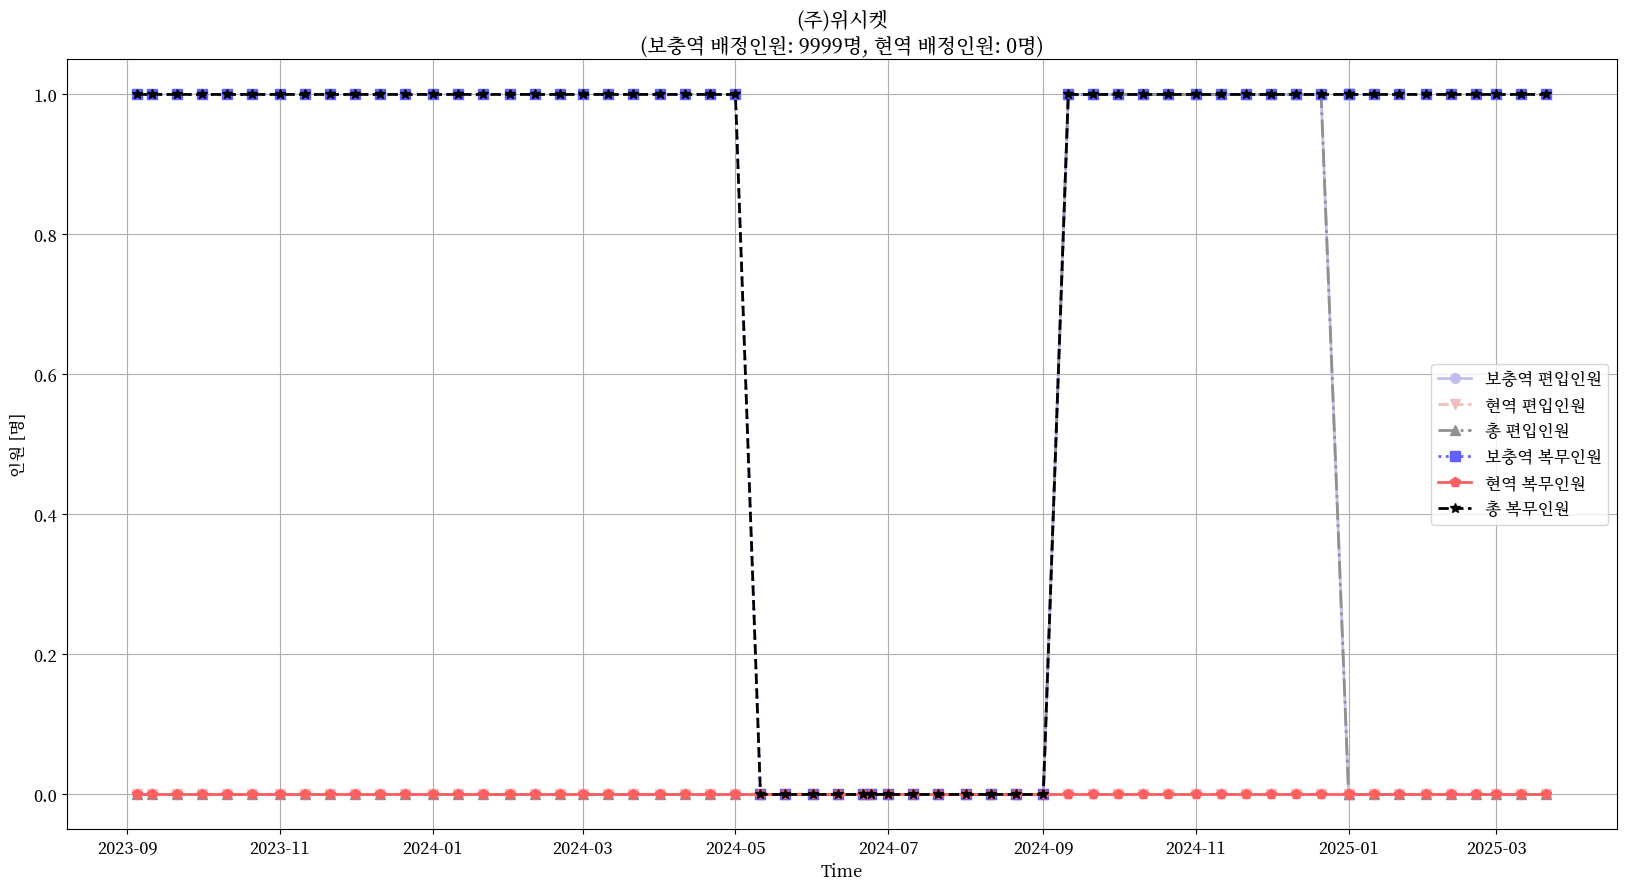 (주)위시켓
(보충역 배정인원: 9999명, 현역 배정인원: 0명)
인원 [명]
1.0
0.8
0.6
0.4
0.2
0.0
보충역 편입인원
현역 편입인원
총 편입인원
보충역 복무인원
현역 복무인원
총 복무인원
2023-09
2023-11
2024-01
2024-03
2024-05
2024-07
2024-09
2024-11
2025-01
2025-03
Time